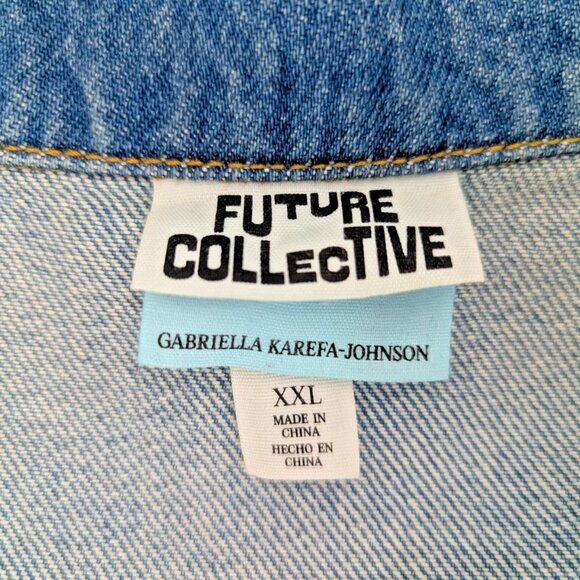 FUTURE
COLLECTIVE
GABRIELLA KAREFA-JOHNSON
XXL
MADE IN
CHINA
HECHO EN
CHINA